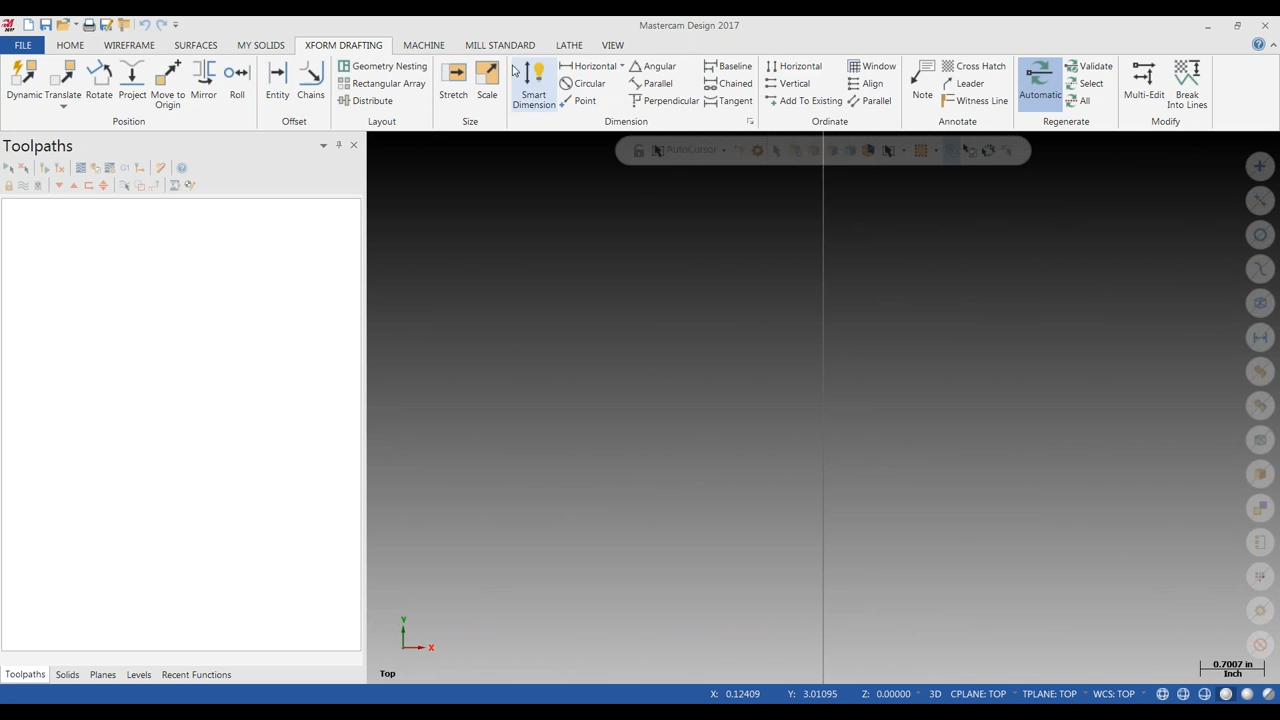 Mastercam Design 2017
FILE HOME WIREFRAME SURFACES MY SOLIDS XFORM DRAFTING MACHINE MILL STANDARD LATHE VIEW
Dynamic Translate Rotate Project Move to Origin Mirror Roll
Position
Entity Chains
Offset
Geometry Nesting
Rectangular Array
Distribute
Layout
Stretch Scale
Size
Smart Dimension
Horizontal Angular Baseline
Circular Parallel Chained
Point Perpendicular Tangent
Dimension
Horizontal Window
Vertical Align
Add To Existing Parallel
Ordinate
Note
Cross Hatch
Leader
Witness Line
Annotate
Automatic
Validate
Select
All
Regenerate
Multi-Edit Break Into Lines
Modify
Toolpaths
G1
AutoCursor
Y
X
Top
0.7007 in
Inch
Toolpaths Solids Planes Levels Recent Functions
X: 0.12409 Y: 3.01095 Z: 0.00000 3D CPLANE: TOP TPLANE: TOP WCS: TOP